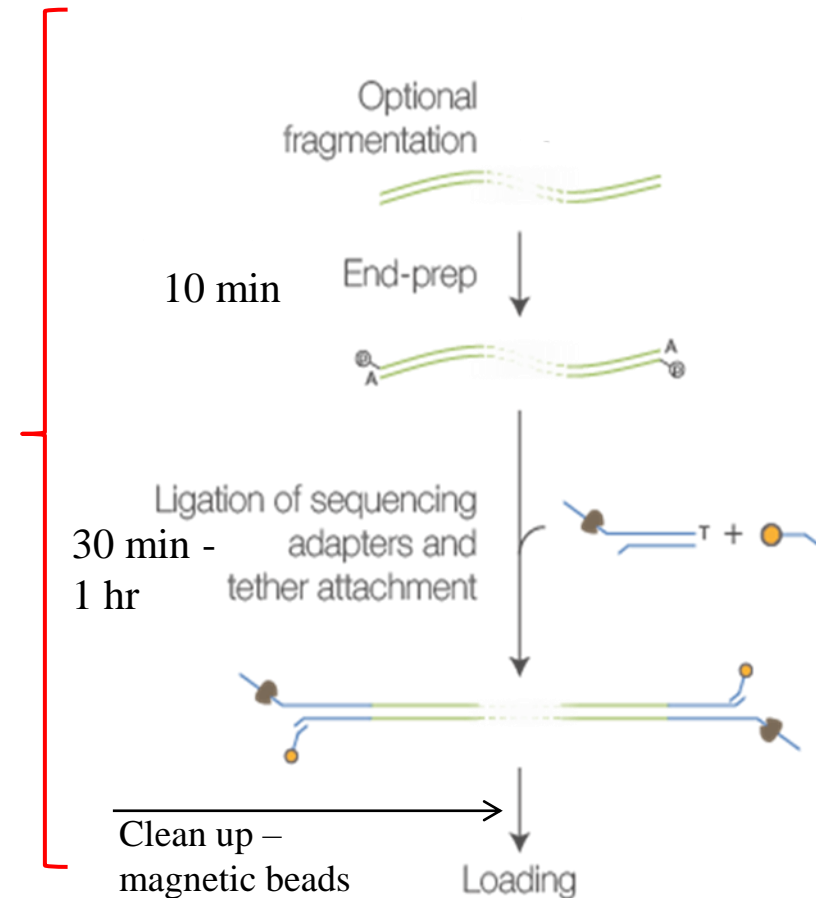 Optional
fragmentation
10 min
End-prep
P
A
A
P
Ligation of sequencing
adapters and
tether attachment
30 min -
1 hr
T +
Clean up –
magnetic beads
Loading